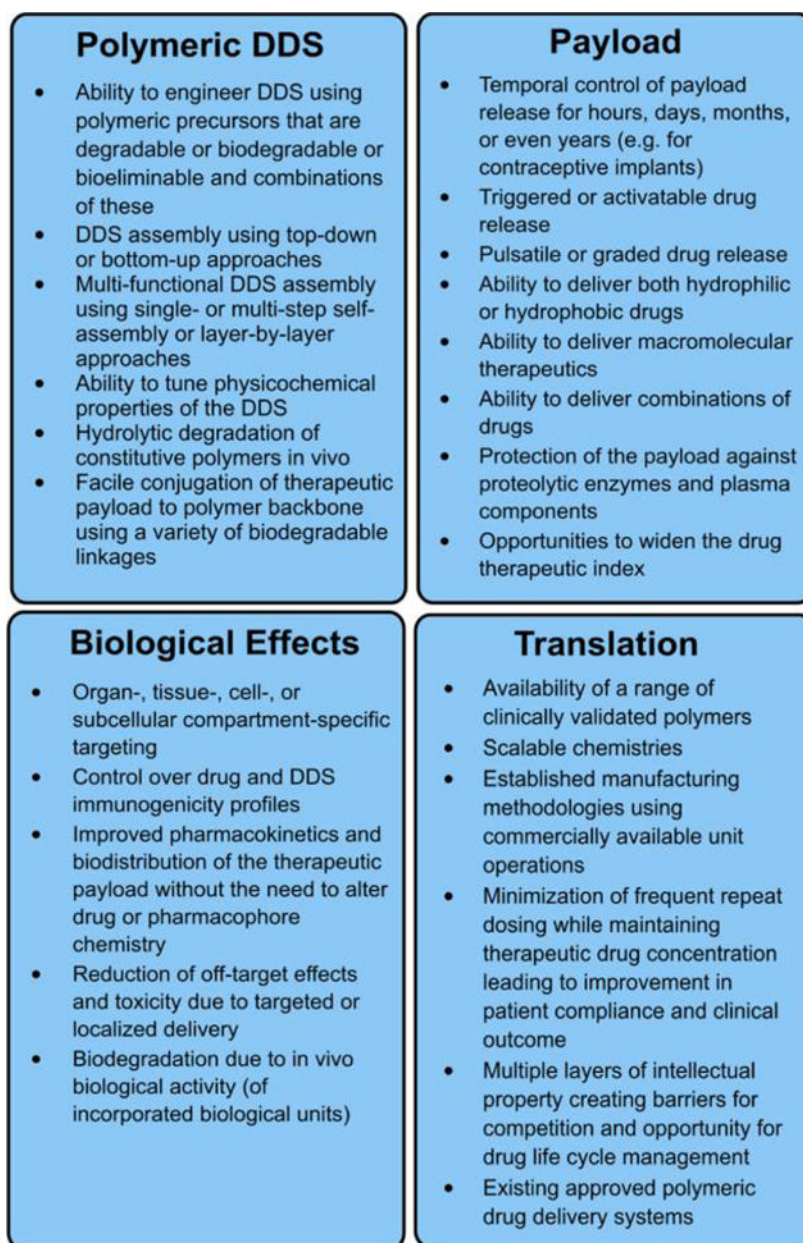 Polymeric DDS
• Ability to engineer DDS using
polymeric precursors that are
degradable or biodegradable or
bioeliminable and combinations
of these
• DDS assembly using top-down
or bottom-up approaches
• Multi-functional DDS assembly
using single- or multi-step self-
assembly or layer-by-layer
approaches
• Ability to tune physicochemical
properties of the DDS
• Hydrolytic degradation of
constitutive polymers in vivo
• Facile conjugation of therapeutic
payload to polymer backbone
using a variety of biodegradable
linkages
Payload
• Temporal control of payload
release for hours, days, months,
or even years (e.g. for
contraceptive implants)
• Triggered or activatable drug
release
• Pulsatile or graded drug release
• Ability to deliver both hydrophilic
or hydrophobic drugs
• Ability to deliver macromolecular
therapeutics
• Ability to deliver combinations of
drugs
• Protection of the payload against
proteolytic enzymes and plasma
components
• Opportunities to widen the drug
therapeutic index
Biological Effects
• Organ-, tissue-, cell-, or
subcellular compartment-specific
targeting
• Control over drug and DDS
immunogenicity profiles
• Improved pharmacokinetics and
biodistribution of the therapeutic
payload without the need to alter
drug or pharmacophore
chemistry
• Reduction of off-target effects
and toxicity due to targeted or
localized delivery
• Biodegradation due to in vivo
biological activity (of
incorporated biological units)
Translation
• Availability of a range of
clinically validated polymers
• Scalable chemistries
• Established manufacturing
methodologies using
commercially available unit
operations
• Minimization of frequent repeat
dosing while maintaining
therapeutic drug concentration
leading to improvement in
patient compliance and clinical
outcome
• Multiple layers of intellectual
property creating barriers for
competition and opportunity for
drug life cycle management
• Existing approved polymeric
drug delivery systems